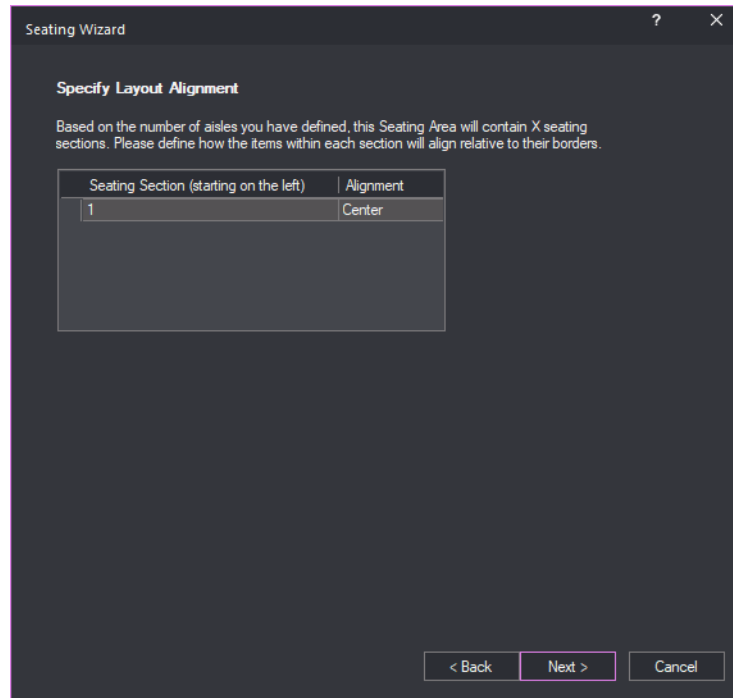 Seating Wizard
?
Specify Layout Alignment
Based on the number of aisles you have defined, this Seating Area will contain X seating
sections. Please define how the items within each section will align relative to their borders.
Seating Section (starting on the left) Alignment
1 Center
< Back Next > Cancel